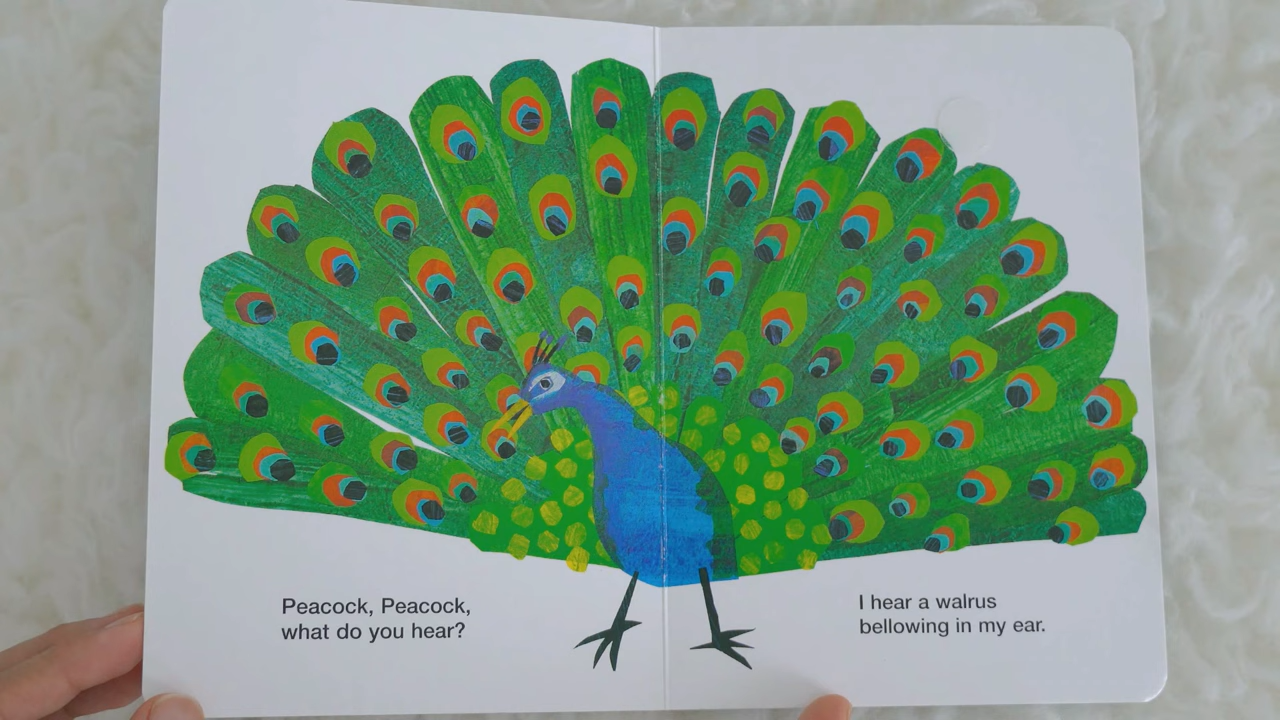 Peacock, Peacock,
what do you hear?
I hear a walrus
bellowing in my ear.